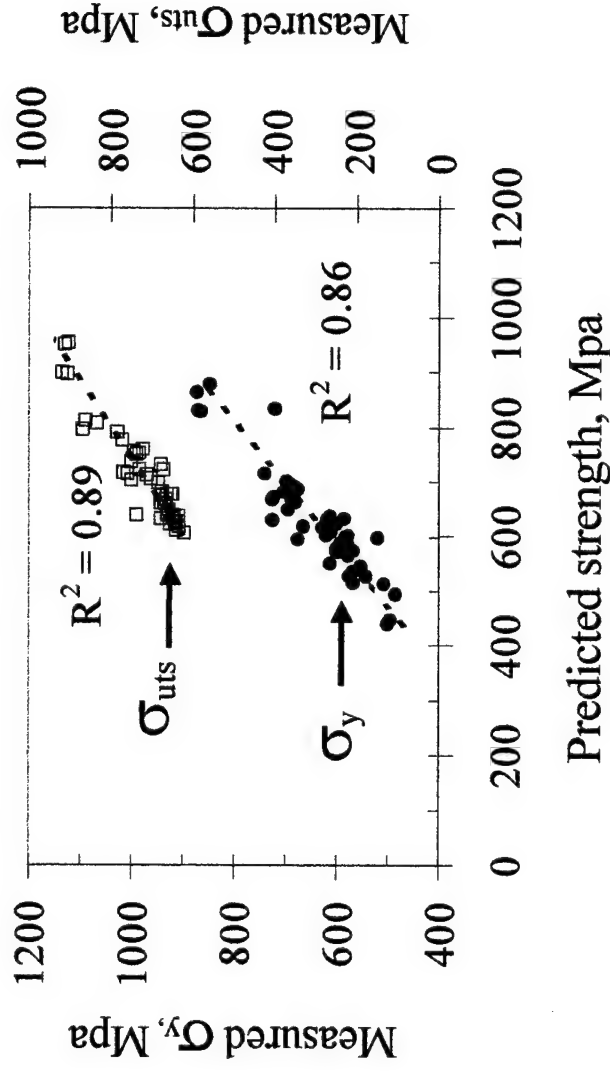 Measured σy, Mpa
1200
1000
800
600
400
R² = 0.89
σuts
σy
R² = 0.86
1000
800
600
400
200
0
Measured σuts, Mpa
0 200 400 600 800 1000 1200
Predicted strength, Mpa